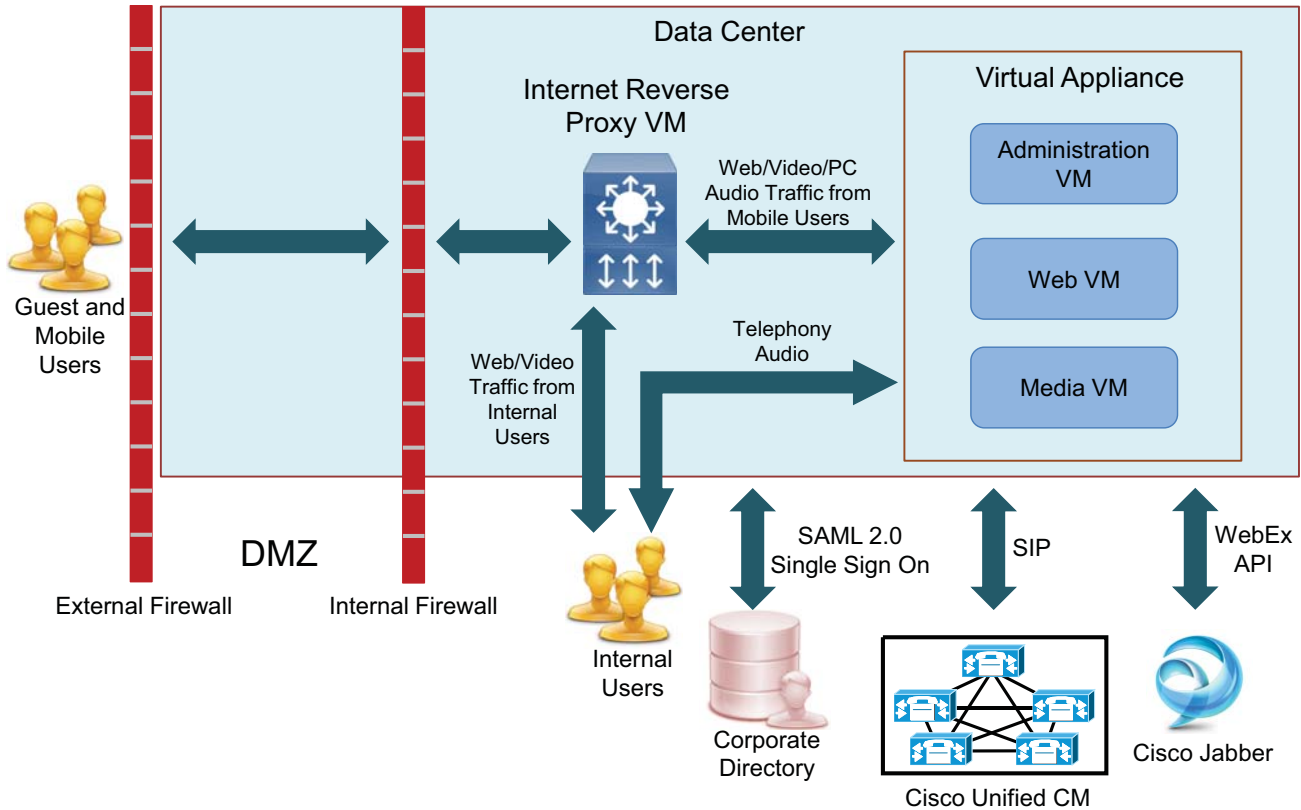 Data Center
Virtual Appliance
Internet Reverse
Proxy VM
Administration
VM
Web/Video/PC
Audio Traffic from
Mobile Users
Web VM
Guest and
Mobile
Users
Telephony
Audio
Web/Video
Traffic from
Internal
Users
Media VM
DMZ
SAML 2.0
Single Sign On
SIP
WebEx
API
External Firewall
Internal Firewall
Internal
Users
Corporate
Directory
Cisco Unified CM
Cisco Jabber